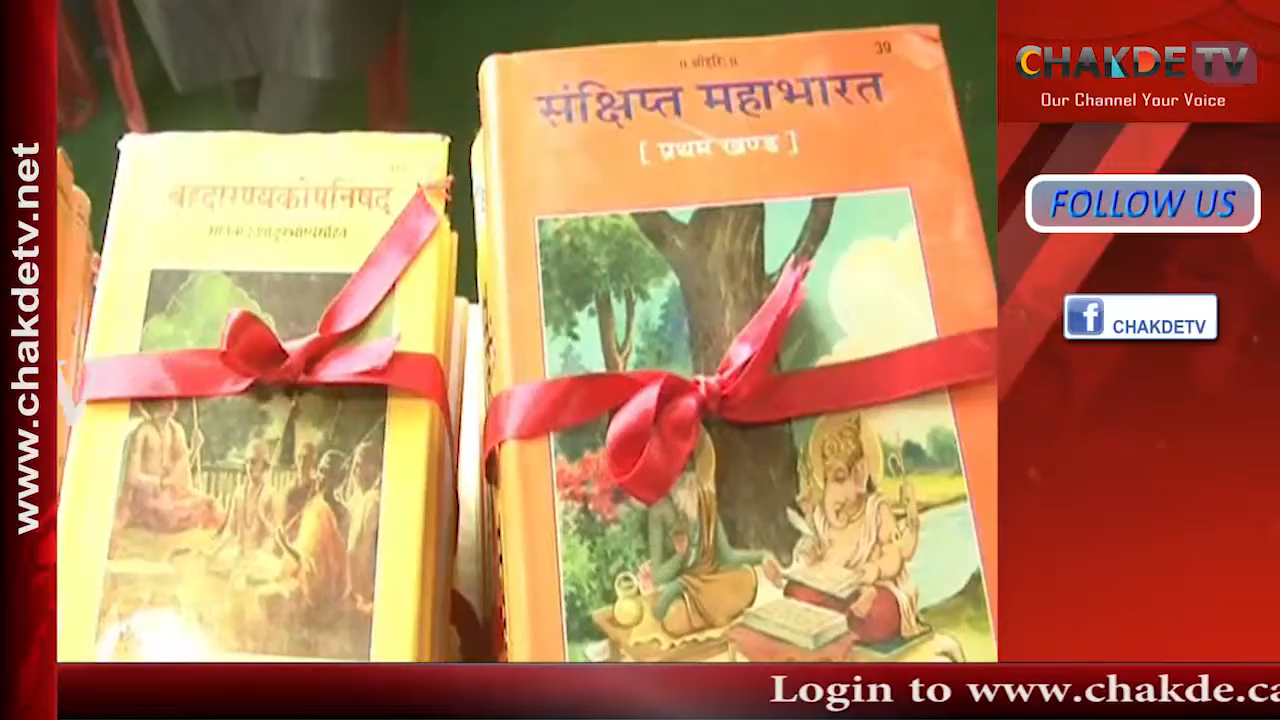 CHAKDE TV
Our Channel Your Voice
FOLLOW US
f CHAKDETV
www.chakdetv.net
॥ श्रीहरिः ॥
39
संक्षिप्त महाभारत
[ प्रथम खण्ड ]
बृहदारण्यकोपनिषद्
Login to www.chakde.ca